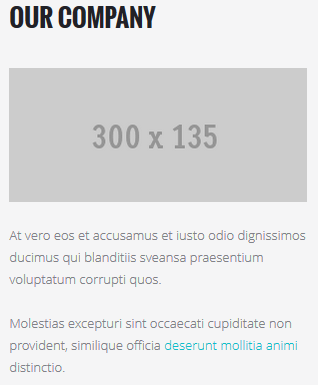 OUR COMPANY
300 x 135
At vero eos et accusamus et iusto odio dignissimos
ducimus qui blanditiis sveansa praesentium
voluptatum corrupti quos.
Molestias excepturi sint occaecati cupiditate non
provident, similique officia deserunt mollitia animi
distinctio.